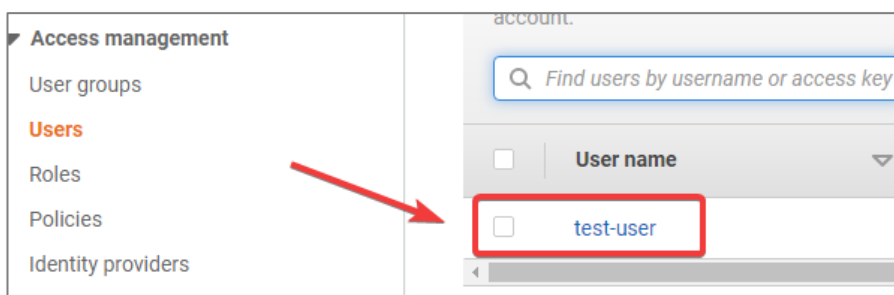 Access management
User groups
Users
Roles
Policies
Identity providers
account.
Find users by username or access key
User name
test-user